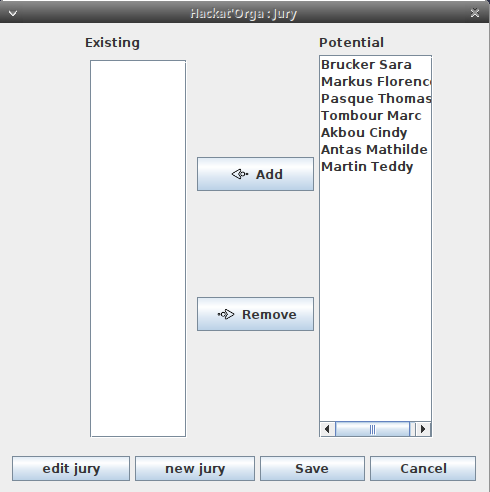 Hackat'Orga : Jury
Existing
Potential
Brucker Sara
Markus Florence
Pasque Thomas
Tombour Marc
Akbou Cindy
Antas Mathilde
Martin Teddy
Add
Remove
edit jury
new jury
Save
Cancel